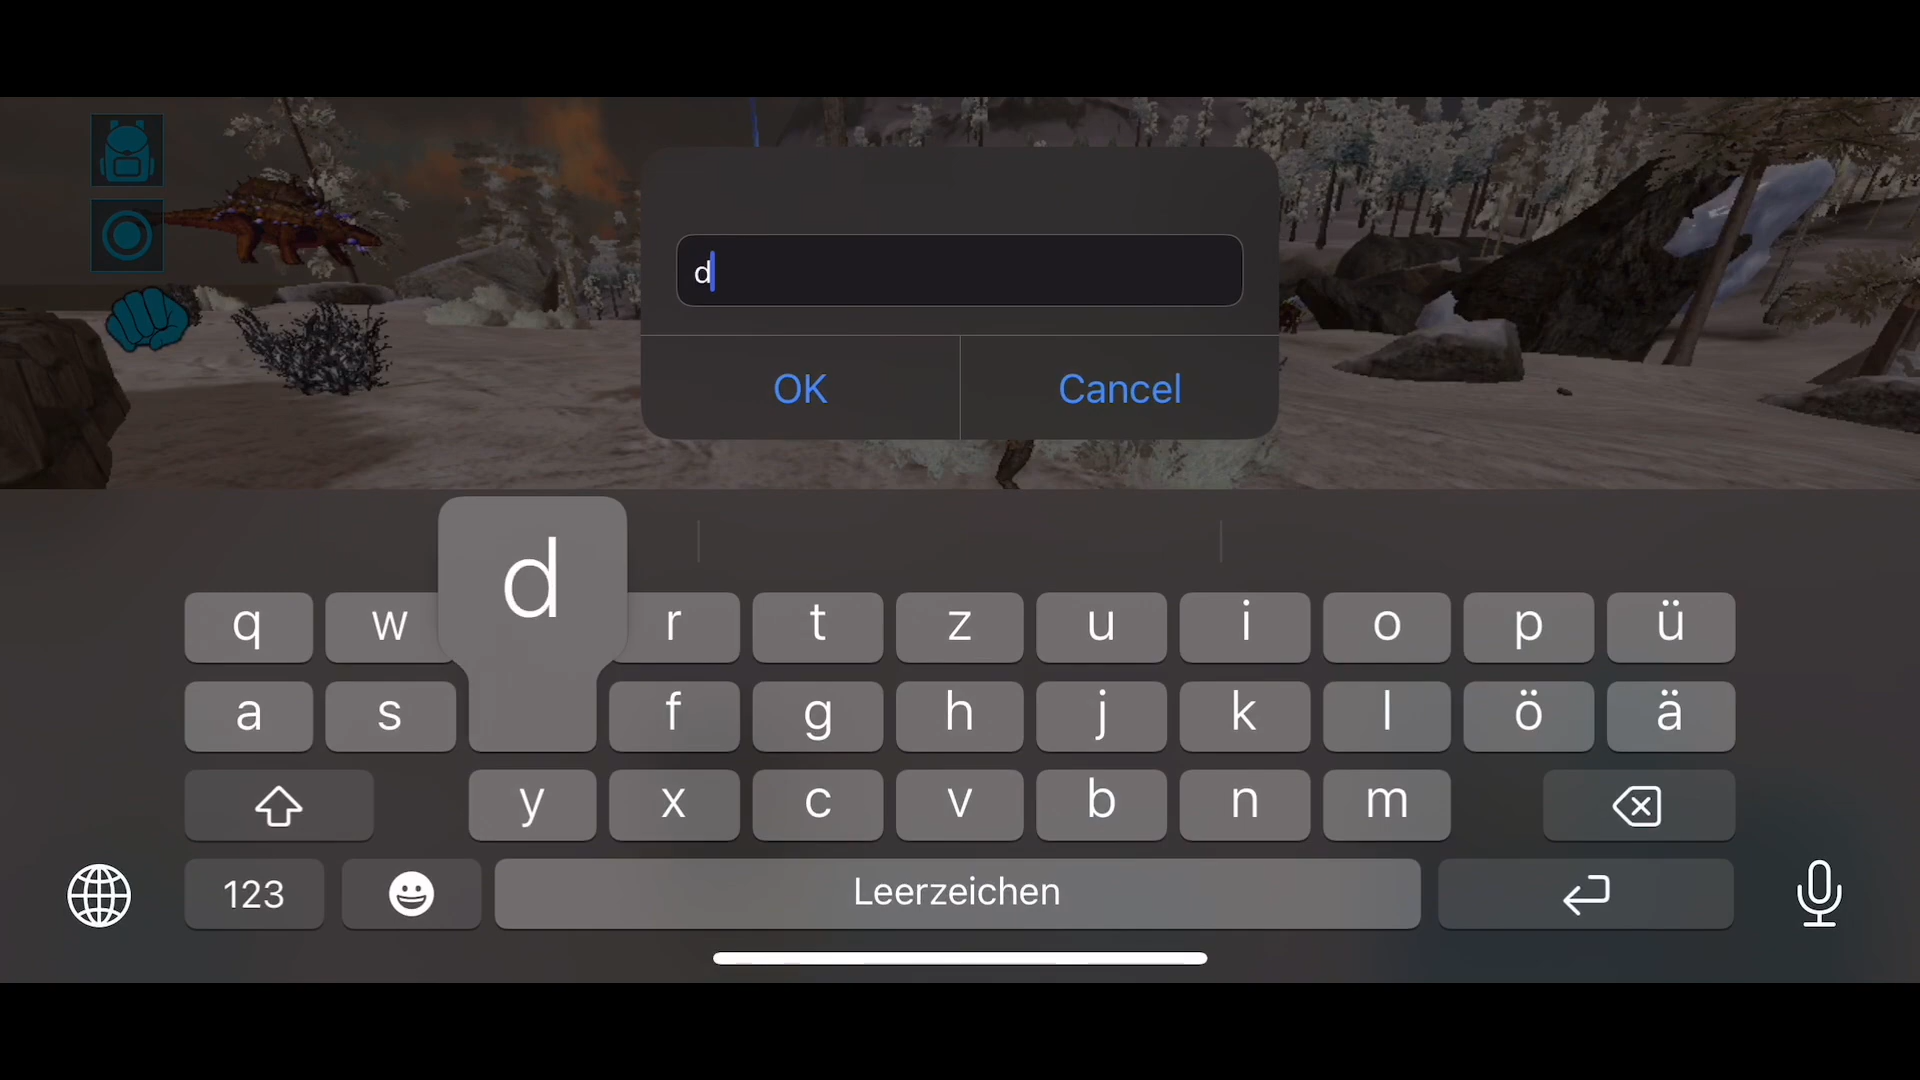 d
OK Cancel
d
q w r t z u i o p ü
a s f g h j k l ö ä
y x c v b n m
123 Leerzeichen